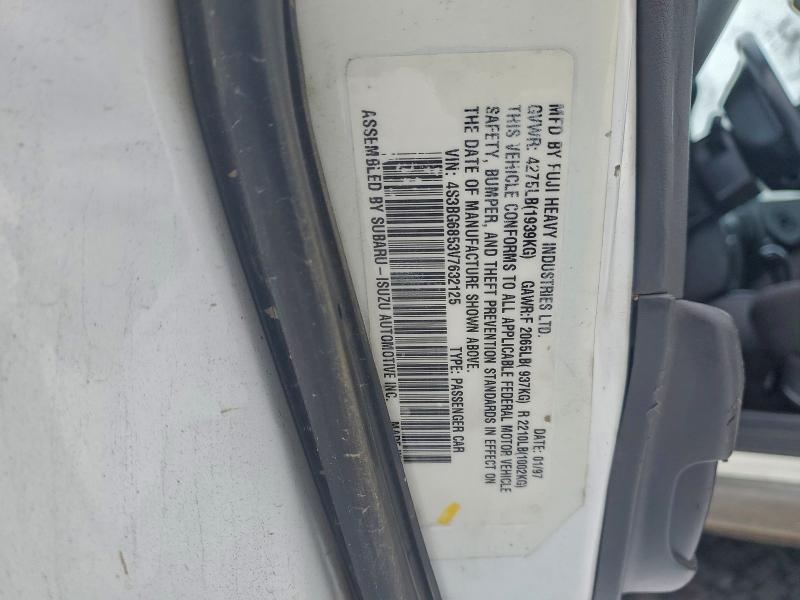 MFD BY FUJI HEAVY INDUSTRIES LTD. DATE: 01/97
GVWR: 4275LB(1939KG) GAWR:F 2065LB( 937KG) R 2210LB(1002KG)
THIS VEHICLE CONFORMS TO ALL APPLICABLE FEDERAL MOTOR VEHICLE
SAFETY, BUMPER, AND THEFT PREVENTION STANDARDS IN EFFECT ON
THE DATE OF MANUFACTURE SHOWN ABOVE.
VIN: 4S3BG6853V7632125 TYPE: PASSENGER CAR
ASSEMBLED BY SUBARU-ISUZU AUTOMOTIVE INC.